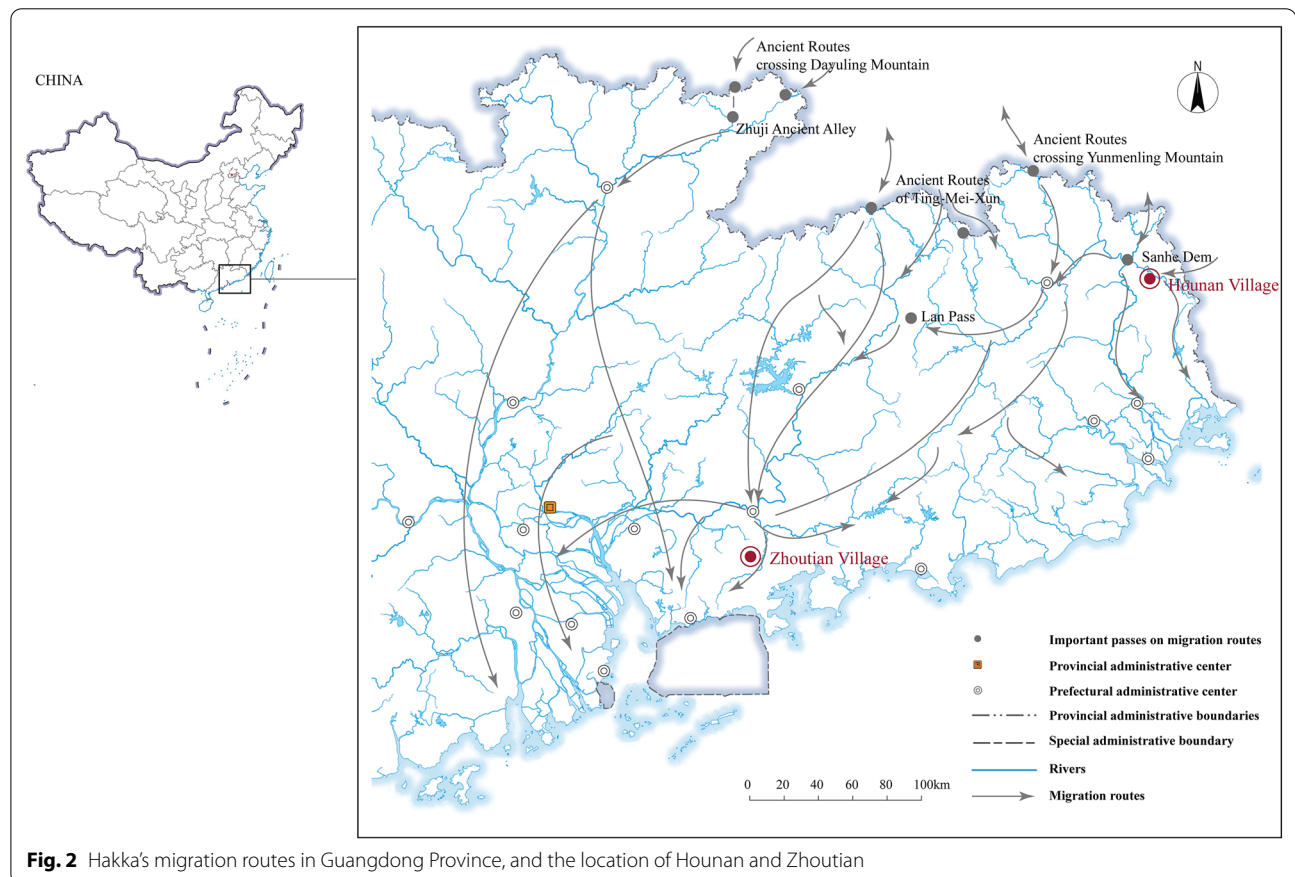 CHINA
Ancient Routes
crossing Dayuling Mountain
Zhuji Ancient Alley
N
Ancient Routes
crossing Yunmenling Mountain
Ancient Routes
of Ting-Mei-Xun
Sanhe Dem
Hounan Village
Lan Pass
Zhoutian Village
Important passes on migration routes
Provincial administrative center
Prefectural administrative center
Provincial administrative boundaries
Special administrative boundary
Rivers
Migration routes
0 20 40 60 80 100km
Fig. 2 Hakka's migration routes in Guangdong Province, and the location of Hounan and Zhoutian